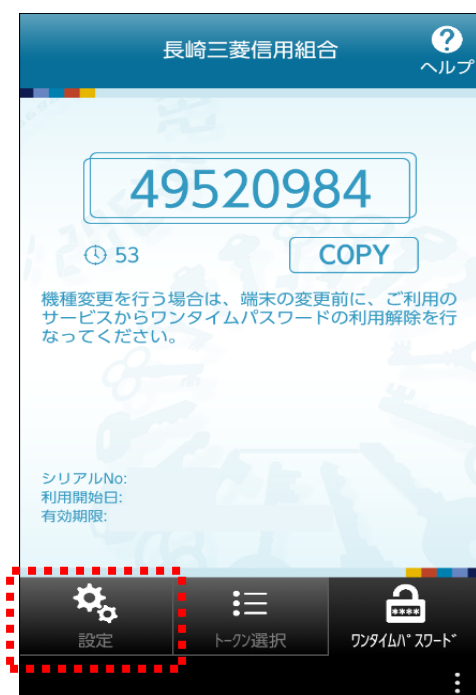 長崎三菱信用組合
?
ヘルプ
49520984
53
COPY
機種変更を行う場合は、端末の変更前に、ご利用の
サービスからワンタイムパスワードの利用解除を行
なってください。
シリアルNo:
利用開始日:
有効期限:
設定
トークン選択
****
ワンタイムパスワード